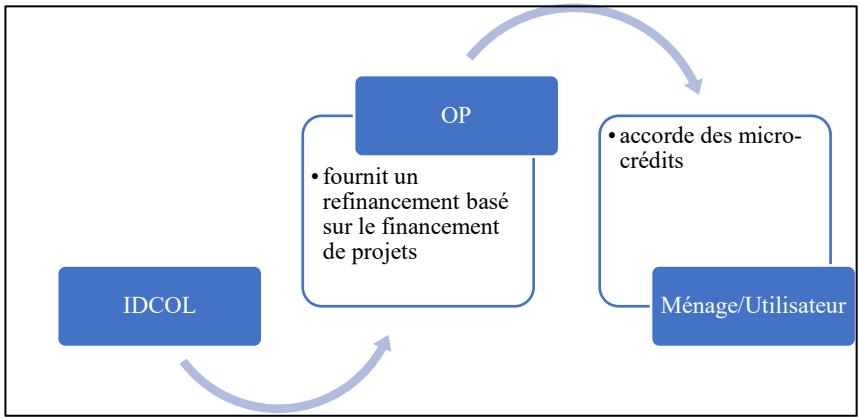 IDCOL
OP
• fournit un
refinancement basé
sur le financement
de projets
• accorde des micro-
crédits
Ménage/Utilisateur